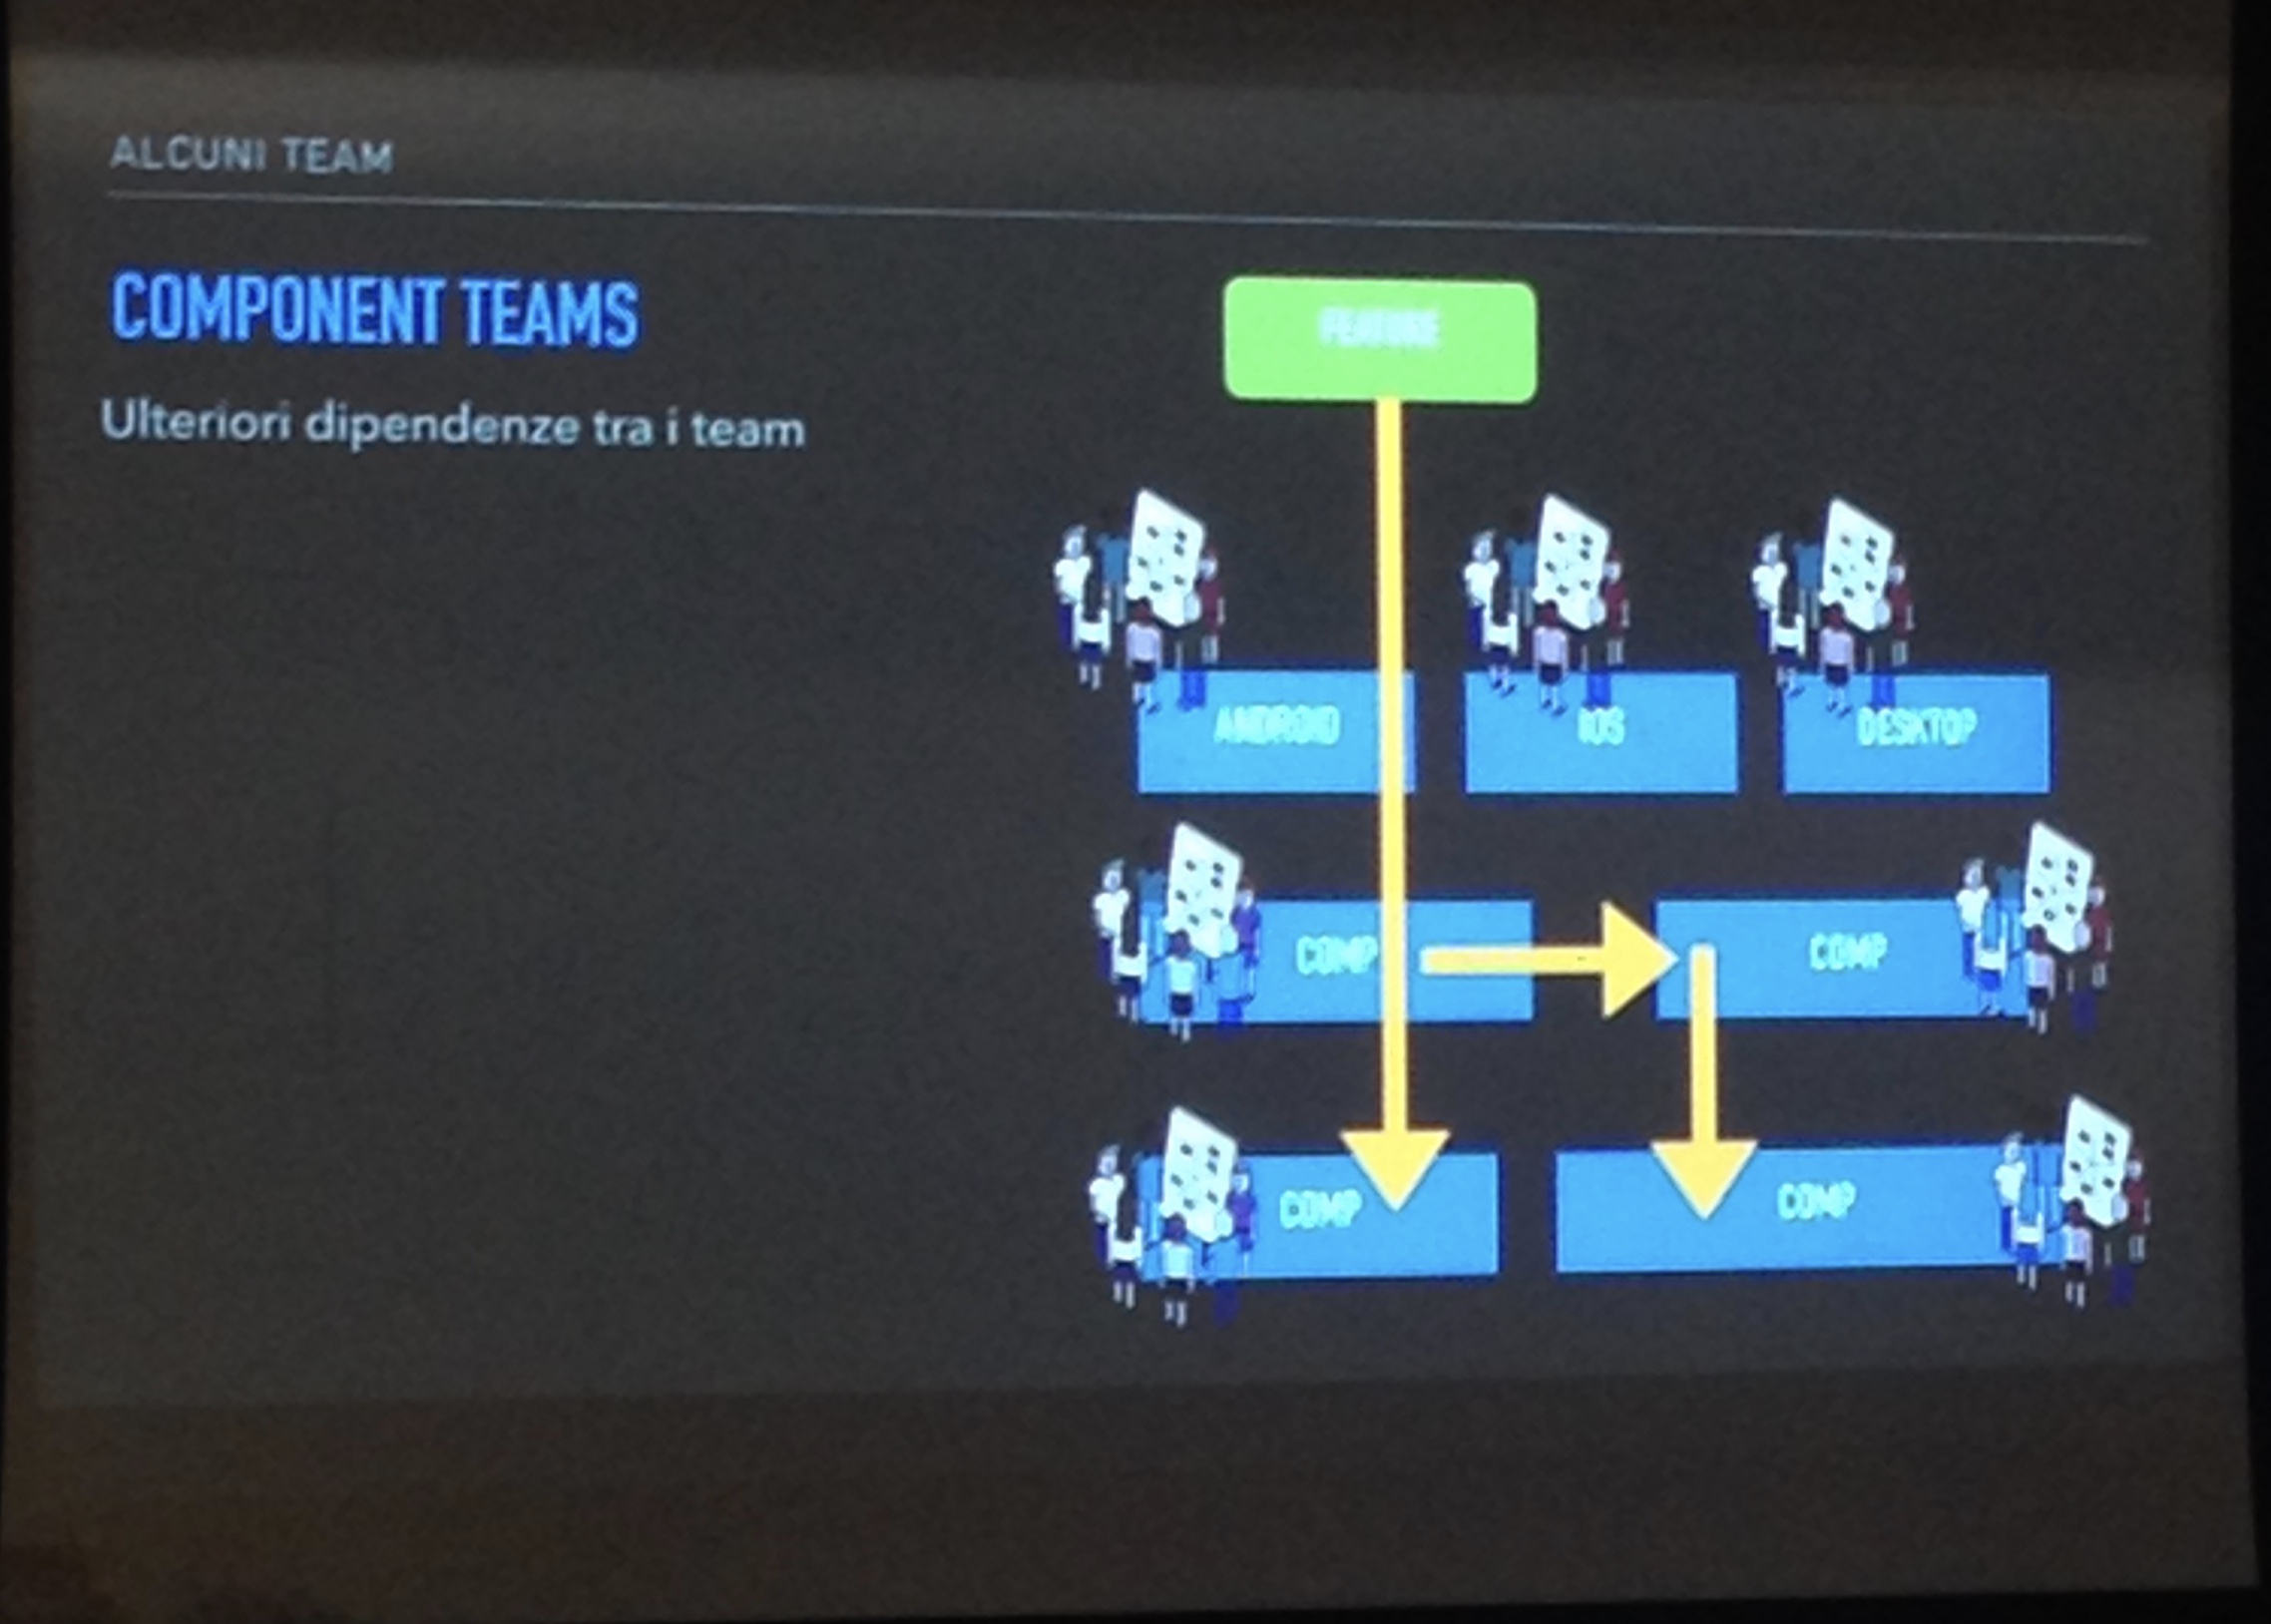 ALCUNI TEAM
COMPONENT TEAMS
Ulteriori dipendenze tra i team
FEATURE
ANDROID
IOS
DESKTOP
COMP
COMP
COMP
COMP